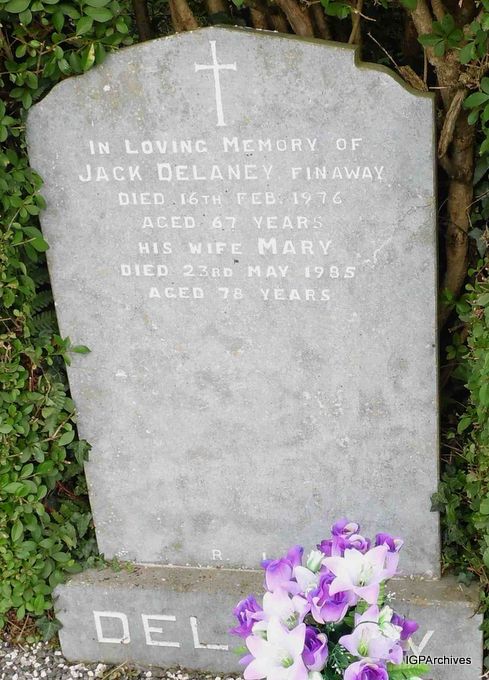 IN LOVING MEMORY OF
JACK DELANEY FINAWAY
DIED 16TH FEB. 1976
AGED 67 YEARS
HIS WIFE MARY
DIED 23RD MAY 1985
AGED 78 YEARS
R I
DEL Y
IGPArchives